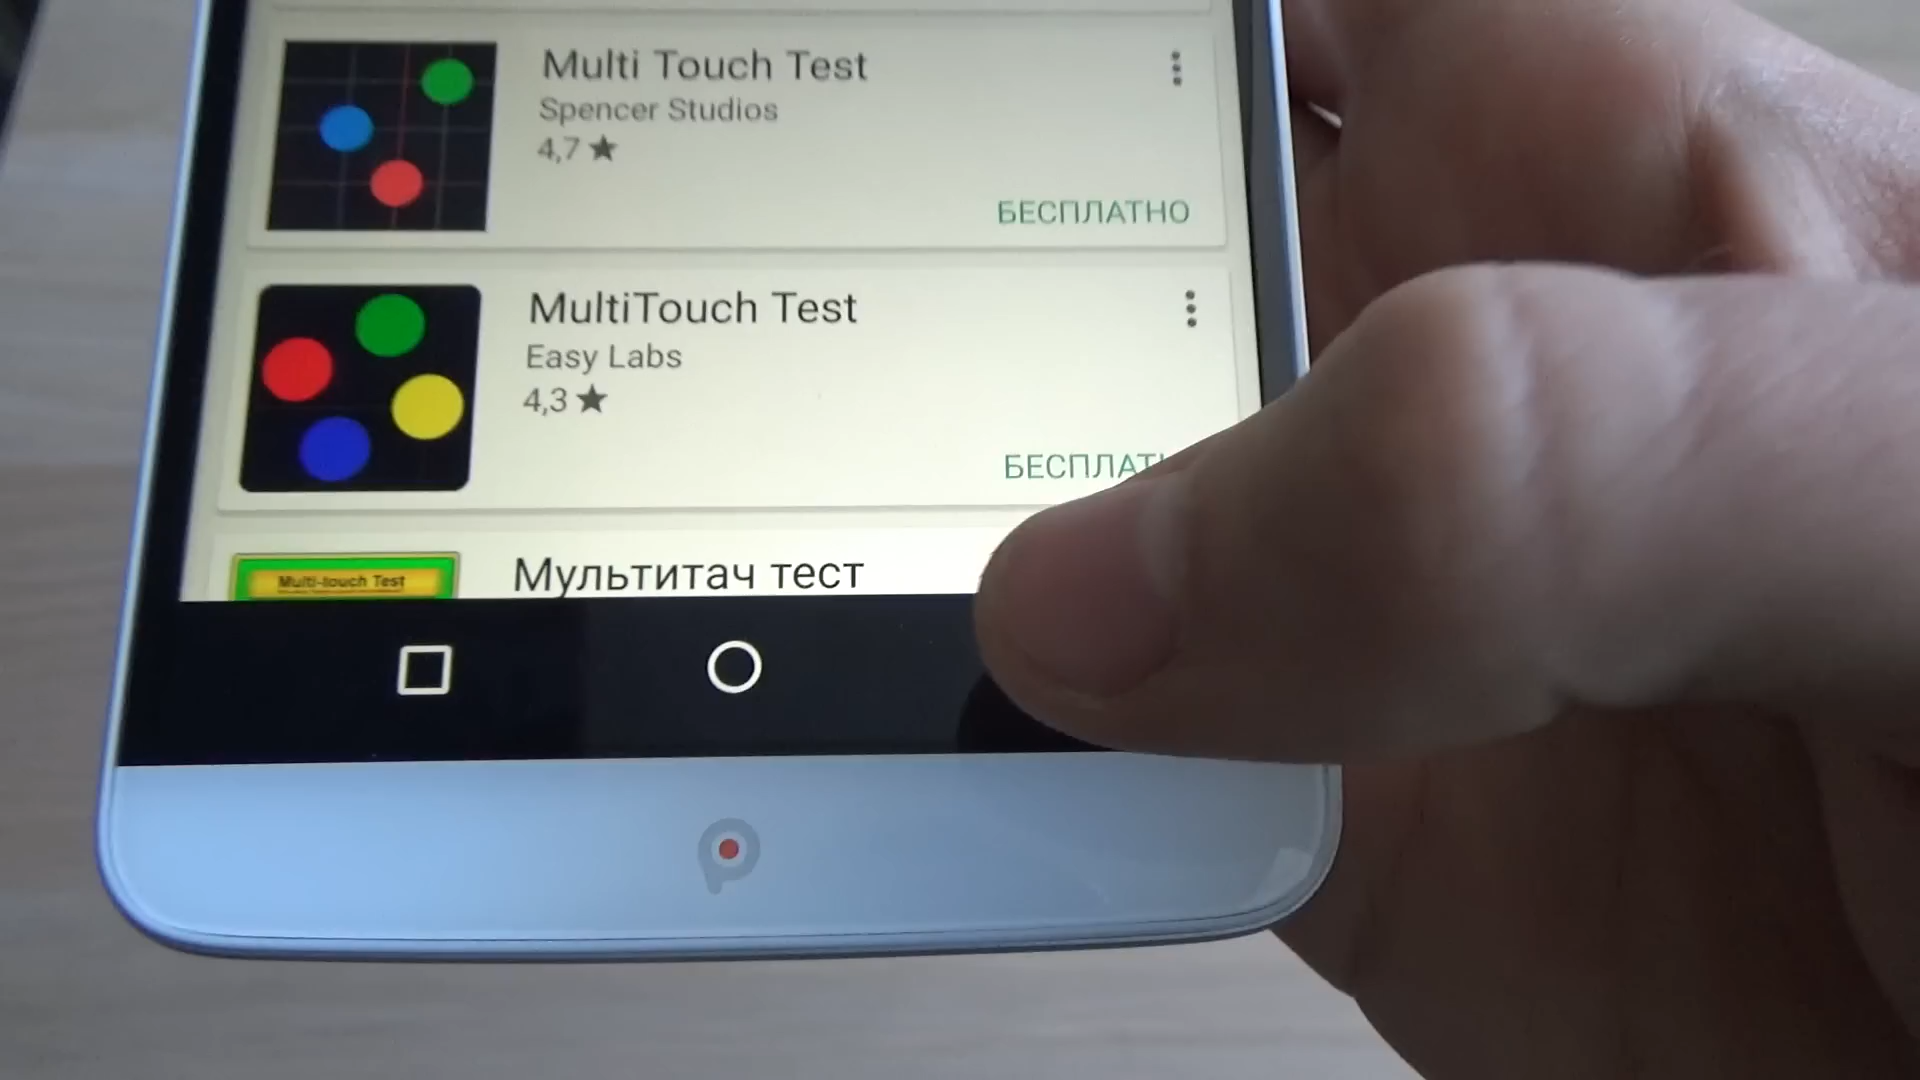 Multi Touch Test
Spencer Studios
4,7 ★
БЕСПЛАТНО
MultiTouch Test
Easy Labs
4,3 ★
БЕСПЛАТ
Multi-touch Test
Мультитач тест